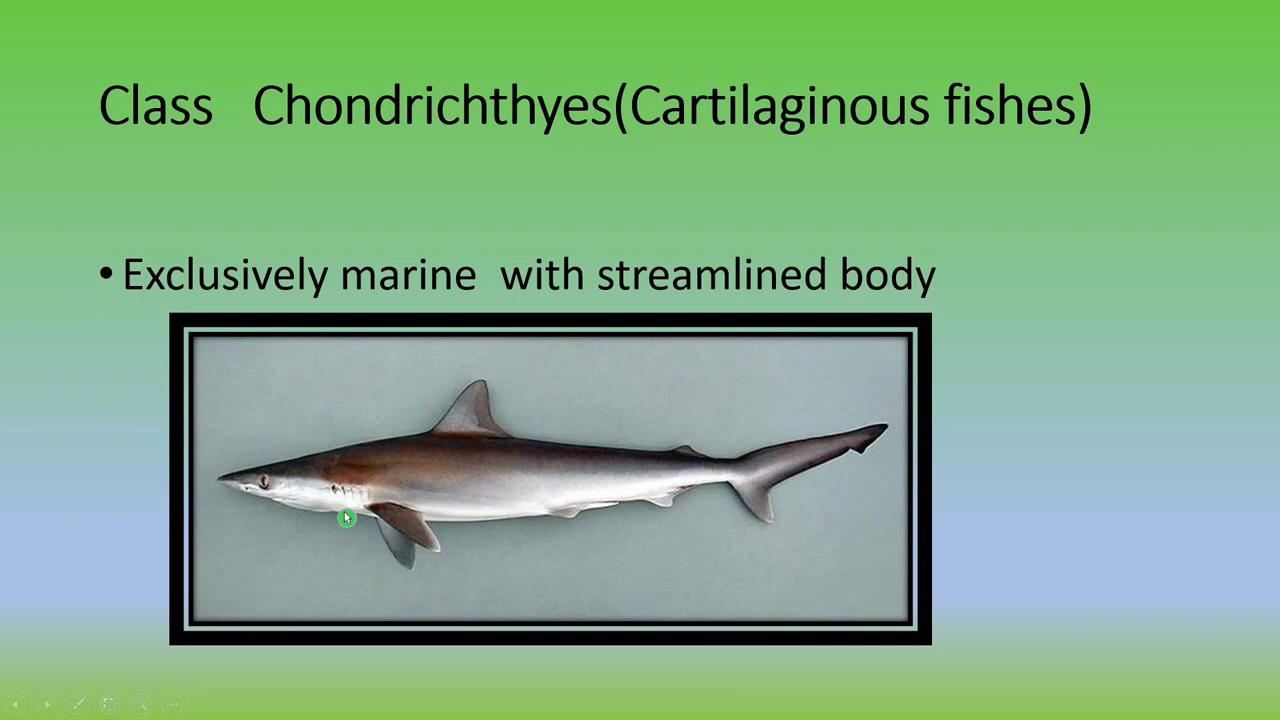 Class Chondrichthyes(Cartilaginous fishes)
• Exclusively marine with streamlined body